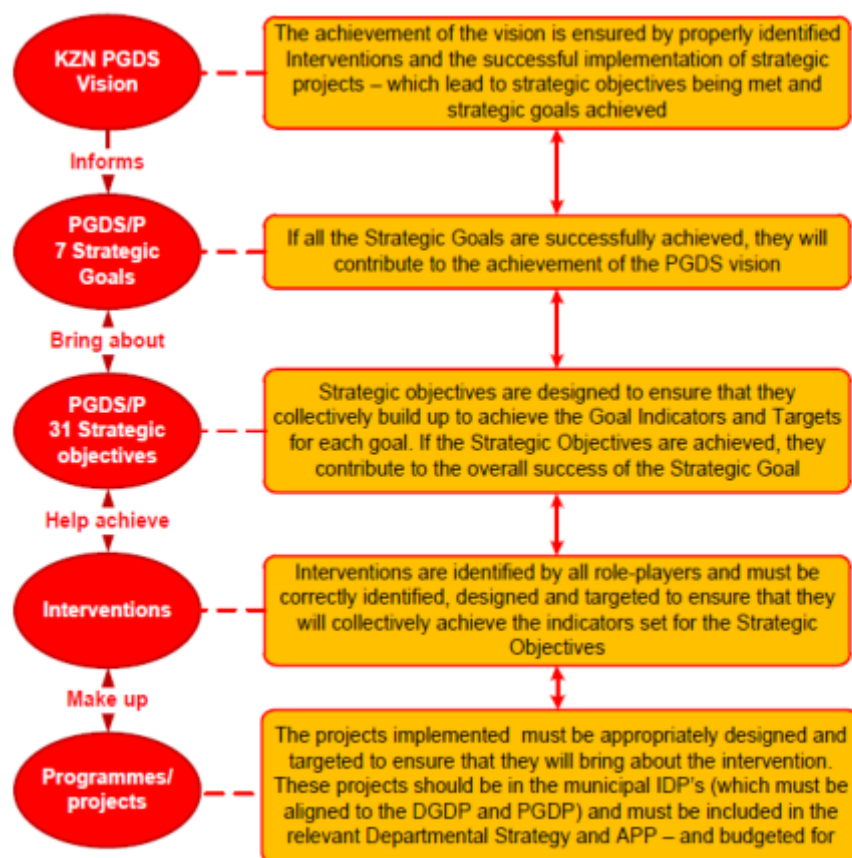 KZN PGDS
Vision
The achievement of the vision is ensured by properly identified
Interventions and the successful implementation of strategic
projects – which lead to strategic objectives being met and
strategic goals achieved
Informs
PGDS/P
7 Strategic
Goals
If all the Strategic Goals are successfully achieved, they will
contribute to the achievement of the PGDS vision
Bring about
PGDS/P
31 Strategic
objectives
Strategic objectives are designed to ensure that they
collectively build up to achieve the Goal Indicators and Targets
for each goal. If the Strategic Objectives are achieved, they
contribute to the overall success of the Strategic Goal
Help achieve
Interventions
Interventions are identified by all role-players and must be
correctly identified, designed and targeted to ensure that they
will collectively achieve the indicators set for the Strategic
Objectives
Make up
Programmes/
projects
The projects implemented must be appropriately designed and
targeted to ensure that they will bring about the intervention.
These projects should be in the municipal IDP's (which must be
aligned to the DGDP and PGDP) and must be included in the
relevant Departmental Strategy and APP – and budgeted for